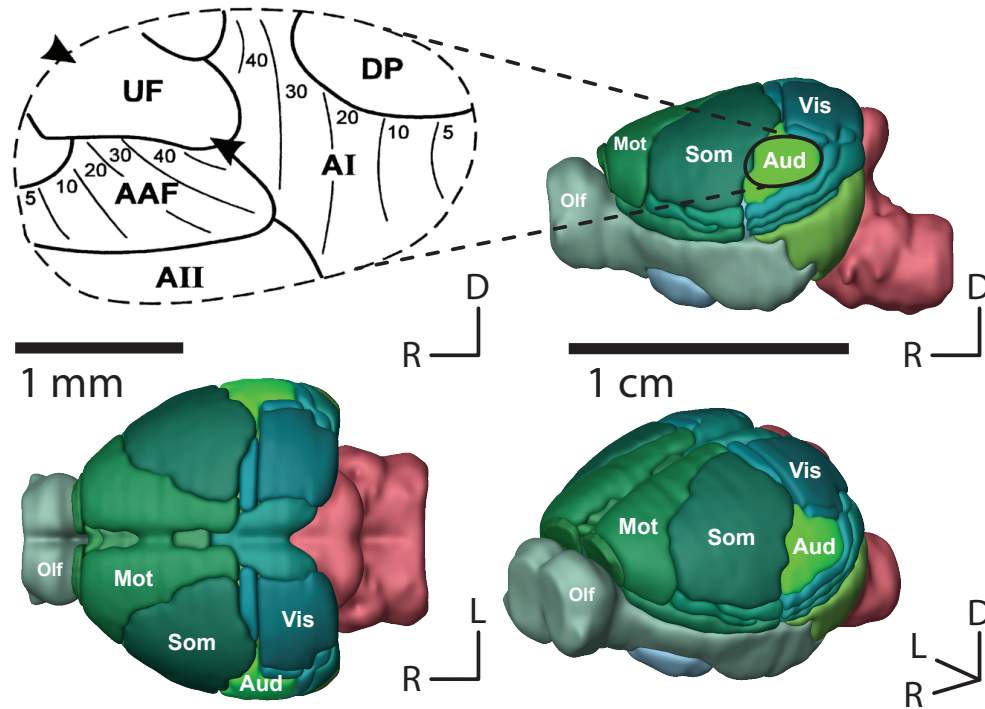 UF
40
30
DP
20
10
5
AI
5
10
20
30
40
AAF
AII
D
R
1 mm
Mot
Som
Aud
Vis
Olf
D
R
1 cm
Olf
Mot
Som
Vis
Aud
L
R
Olf
Mot
Som
Vis
Aud
D
L
R